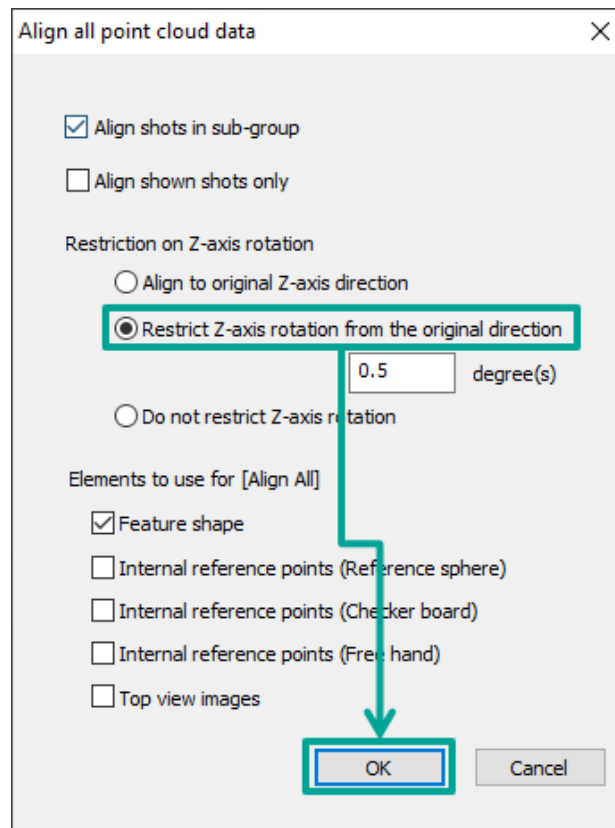 Align all point cloud data
Align shots in sub-group
Align shown shots only
Restriction on Z-axis rotation
Align to original Z-axis direction
Restrict Z-axis rotation from the original direction
0.5 degree(s)
Do not restrict Z-axis rotation
Elements to use for [Align All]
Feature shape
Internal reference points (Reference sphere)
Internal reference points (Checker board)
Internal reference points (Free hand)
Top view images
OK Cancel